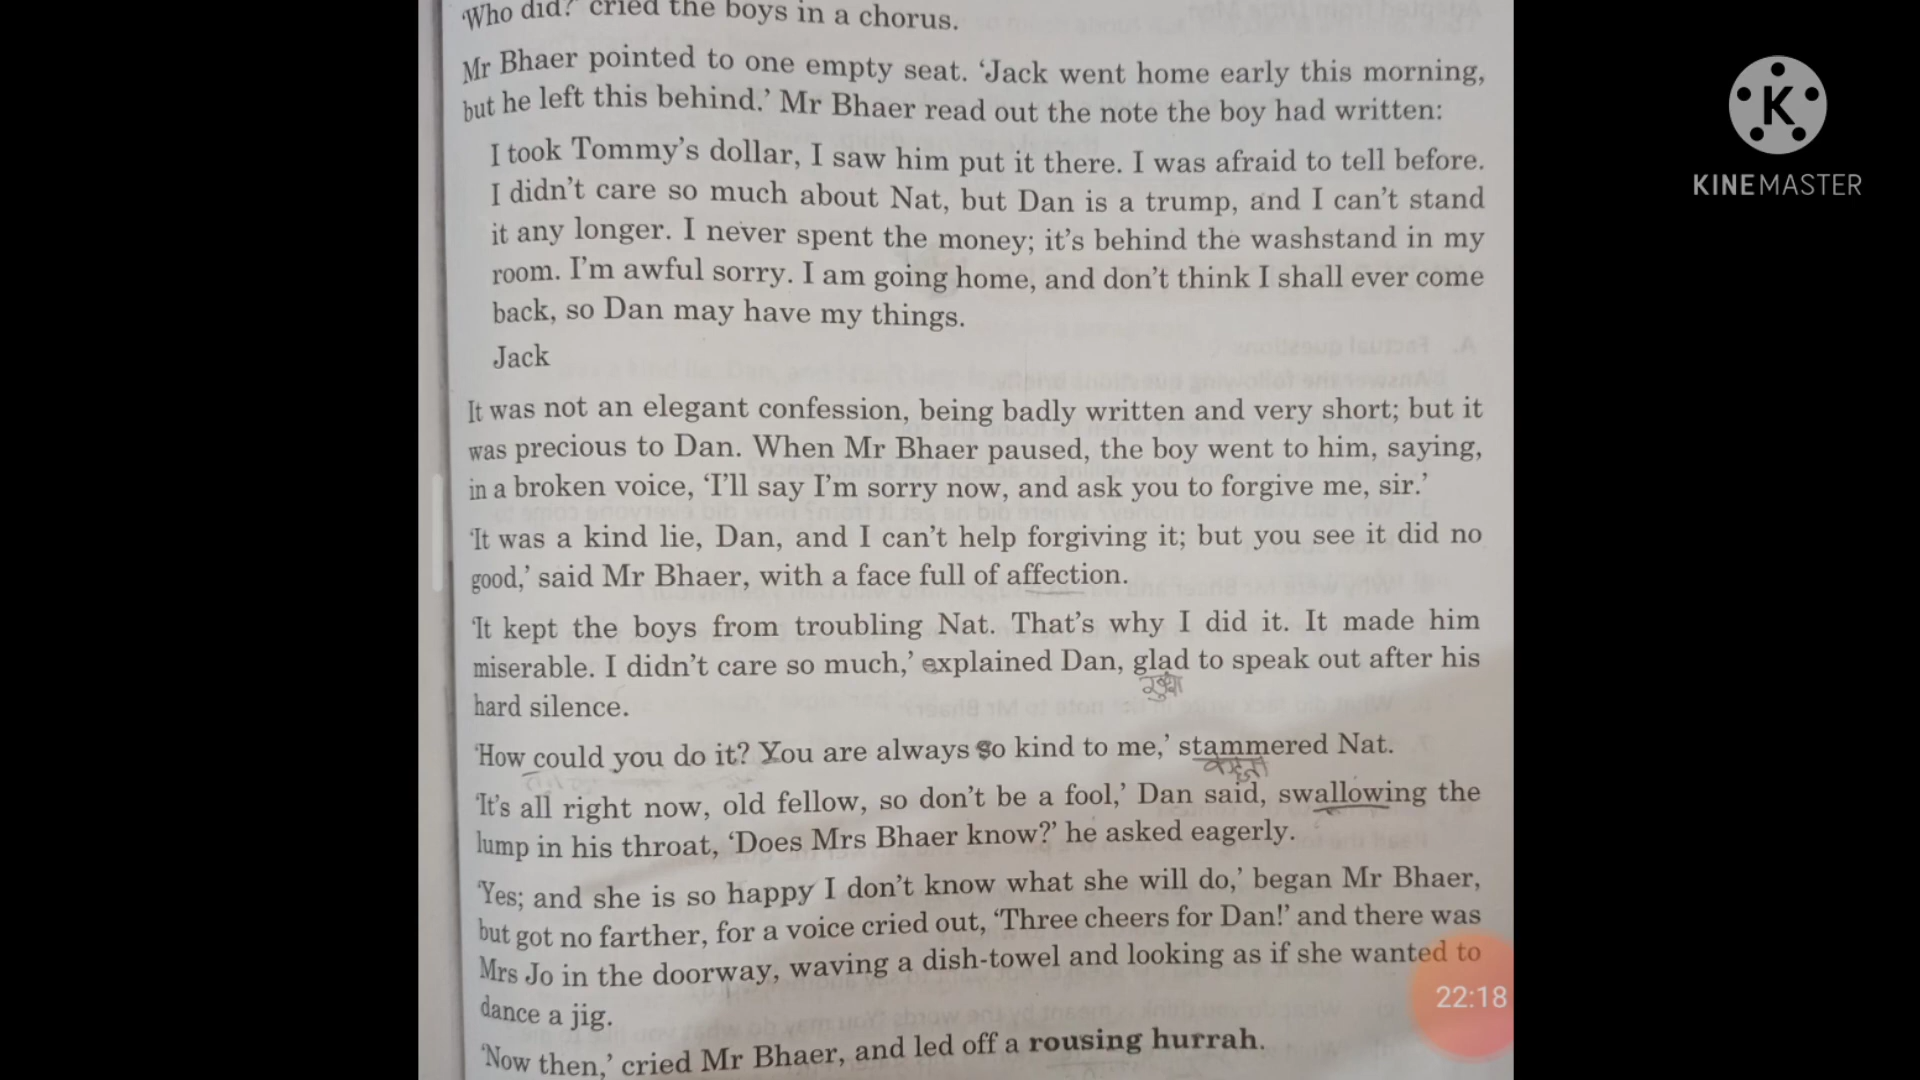 ‘Who did?’ cried the boys in a chorus.
Mr Bhaer pointed to one empty seat. ‘Jack went home early this morning,
but he left this behind.’ Mr Bhaer read out the note the boy had written:
I took Tommy’s dollar, I saw him put it there. I was afraid to tell before.
I didn’t care so much about Nat, but Dan is a trump, and I can’t stand
it any longer. I never spent the money; it’s behind the washstand in my
room. I’m awful sorry. I am going home, and don’t think I shall ever come
back, so Dan may have my things.
Jack
It was not an elegant confession, being badly written and very short; but it
was precious to Dan. When Mr Bhaer paused, the boy went to him, saying,
in a broken voice, ‘I’ll say I’m sorry now, and ask you to forgive me, sir.’
‘It was a kind lie, Dan, and I can’t help forgiving it; but you see it did no
good,’ said Mr Bhaer, with a face full of affection.
‘It kept the boys from troubling Nat. That’s why I did it. It made him
miserable. I didn’t care so much,’ explained Dan, glad to speak out after his
hard silence.
‘How could you do it? You are always so kind to me,’ stammered Nat.
‘It’s all right now, old fellow, so don’t be a fool,’ Dan said, swallowing the
lump in his throat, ‘Does Mrs Bhaer know?’ he asked eagerly.
‘Yes; and she is so happy I don’t know what she will do,’ began Mr Bhaer,
but got no farther, for a voice cried out, ‘Three cheers for Dan!’ and there was
Mrs Jo in the doorway, waving a dish-towel and looking as if she wanted to
dance a jig.
‘Now then,’ cried Mr Bhaer, and led off a rousing hurrah.
22:18
K
KINEMASTER